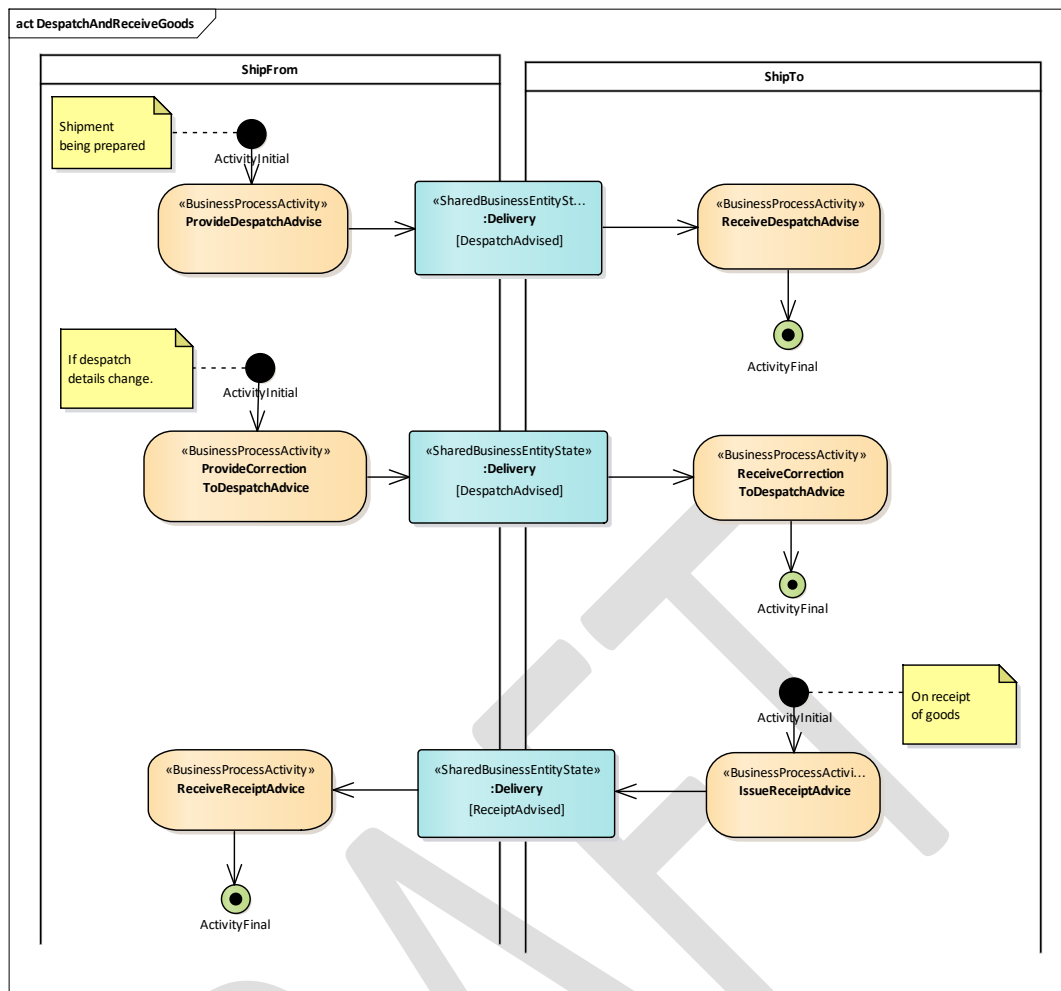 act DespatchAndReceiveGoods
ShipFrom
ShipTo
Shipment
being prepared
ActivityInitial
«BusinessProcessActivity»
ProvideDespatchAdvise
«SharedBusinessEntitySt...
:Delivery
[DespatchAdvised]
«BusinessProcessActivity»
ReceiveDespatchAdvise
ActivityFinal
If despatch
details change.
ActivityInitial
«BusinessProcessActivity»
ProvideCorrection
ToDespatchAdvice
«SharedBusinessEntityState»
:Delivery
[DespatchAdvised]
«BusinessProcessActivity»
ReceiveCorrection
ToDespatchAdvice
ActivityFinal
On receipt
of goods
ActivityInitial
«BusinessProcessActivity»
ReceiveReceiptAdvice
«SharedBusinessEntityState»
:Delivery
[ReceiptAdvised]
«BusinessProcessActivi...
IssueReceiptAdvice
ActivityFinal